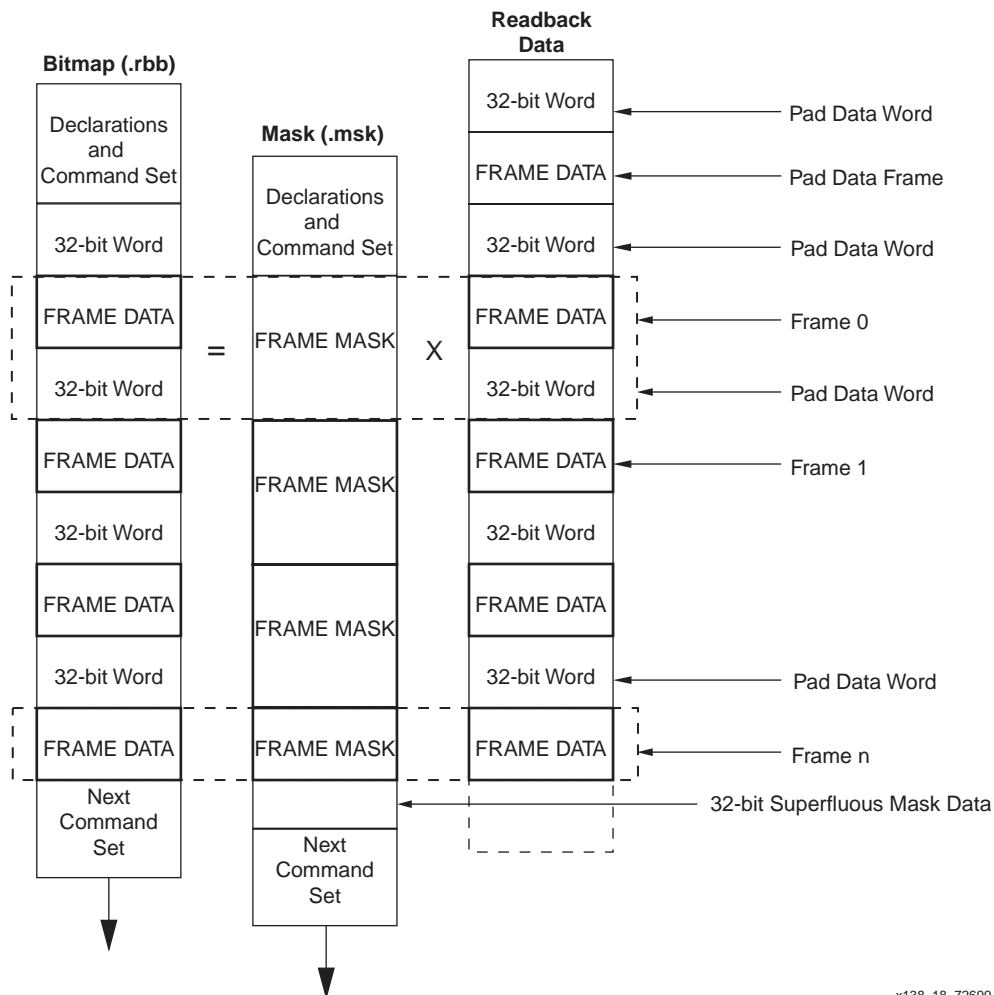 Bitmap (.rbb)
Declarations
and
Command Set
32-bit Word
FRAME DATA
32-bit Word
FRAME DATA
32-bit Word
FRAME DATA
32-bit Word
FRAME DATA
Next
Command
Set
=
Mask (.msk)
Declarations
and
Command Set
FRAME MASK
FRAME MASK
FRAME MASK
FRAME MASK
Next
Command
Set
X
Readback
Data
32-bit Word
FRAME DATA
32-bit Word
FRAME DATA
32-bit Word
FRAME DATA
32-bit Word
FRAME DATA
32-bit Word
FRAME DATA
Pad Data Word
Pad Data Frame
Pad Data Word
Frame 0
Pad Data Word
Frame 1
Pad Data Word
Frame n
32-bit Superfluous Mask Data
x138_18_72699